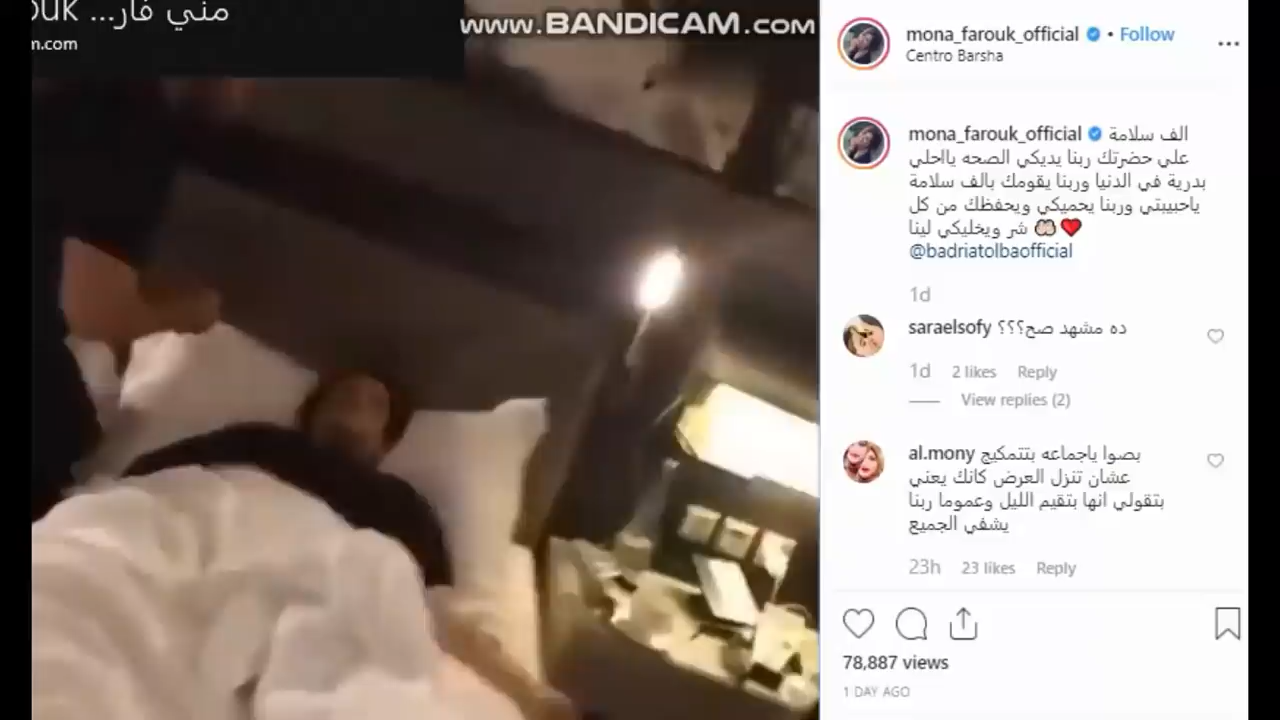 مني فار...
m.com
www.BANDICAM.com
mona_farouk_official • Follow
Centro Barsha
mona_farouk_official الف سلامة
علي حضرتك ربنا يديكي الصحه يااحلي
بدرية في الدنيا وربنا يقومك بالف سلامة
ياحبيبتي وربنا يحميكي ويحفظك من كل
شر ويخليكي لينا 🤲🏻❤️
@badriatolbaofficial
1d
saraelsofy ده مشهد صح؟؟؟
1d 2 likes Reply
View replies (2)
al.mony بصوا ياجماعه بتتمكيج
عشان تنزل العرض كانك يعني
بتقولي انها بتقيم الليل وعموما ربنا
يشفي الجميع
23h 23 likes Reply
78,887 views
1 DAY AGO